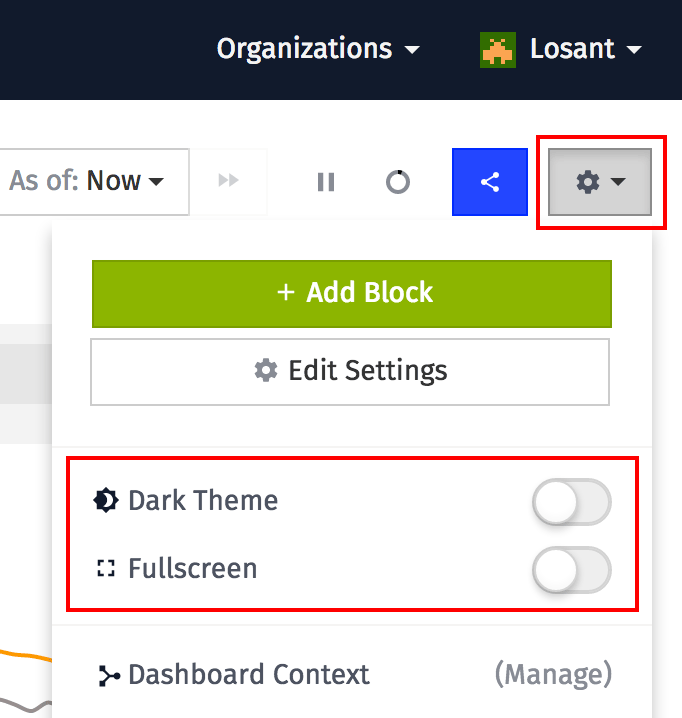 Organizations Losant
As of: Now
+ Add Block
Edit Settings
Dark Theme
Fullscreen
Dashboard Context (Manage)